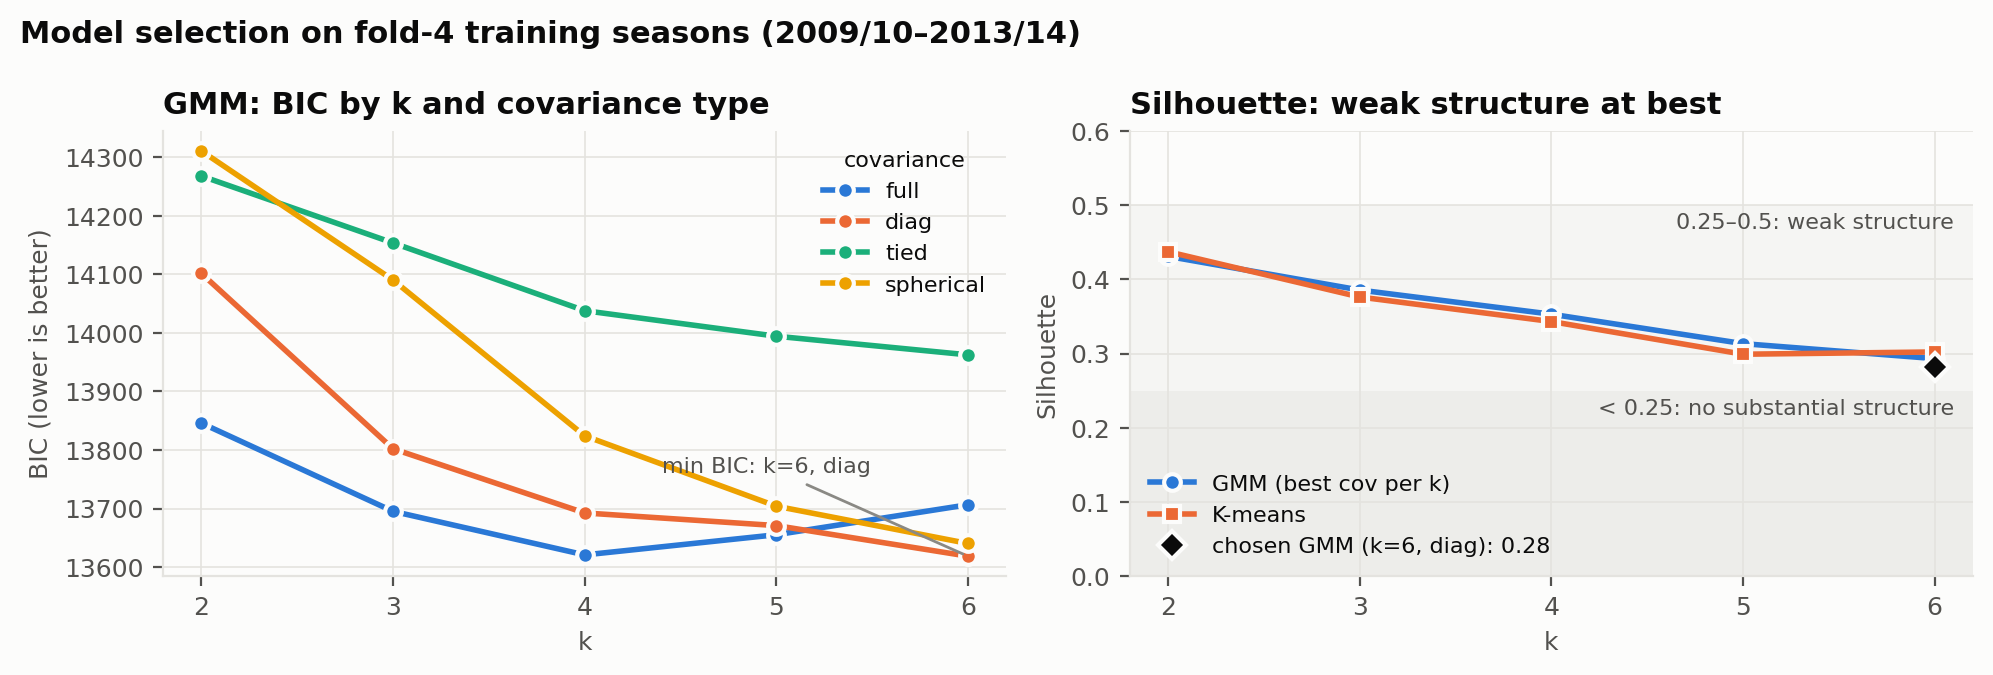 Model selection on fold-4 training seasons (2009/10–2013/14)
GMM: BIC by k and covariance type
BIC (lower is better)
14300
14200
14100
14000
13900
13800
13700
13600
covariance
full
diag
tied
spherical
min BIC: k=6, diag
2
3
4
5
6
k
Silhouette: weak structure at best
Silhouette
0.6
0.5
0.4
0.3
0.2
0.1
0.0
0.25–0.5: weak structure
< 0.25: no substantial structure
GMM (best cov per k)
K-means
chosen GMM (k=6, diag): 0.28
2
3
4
5
6
k